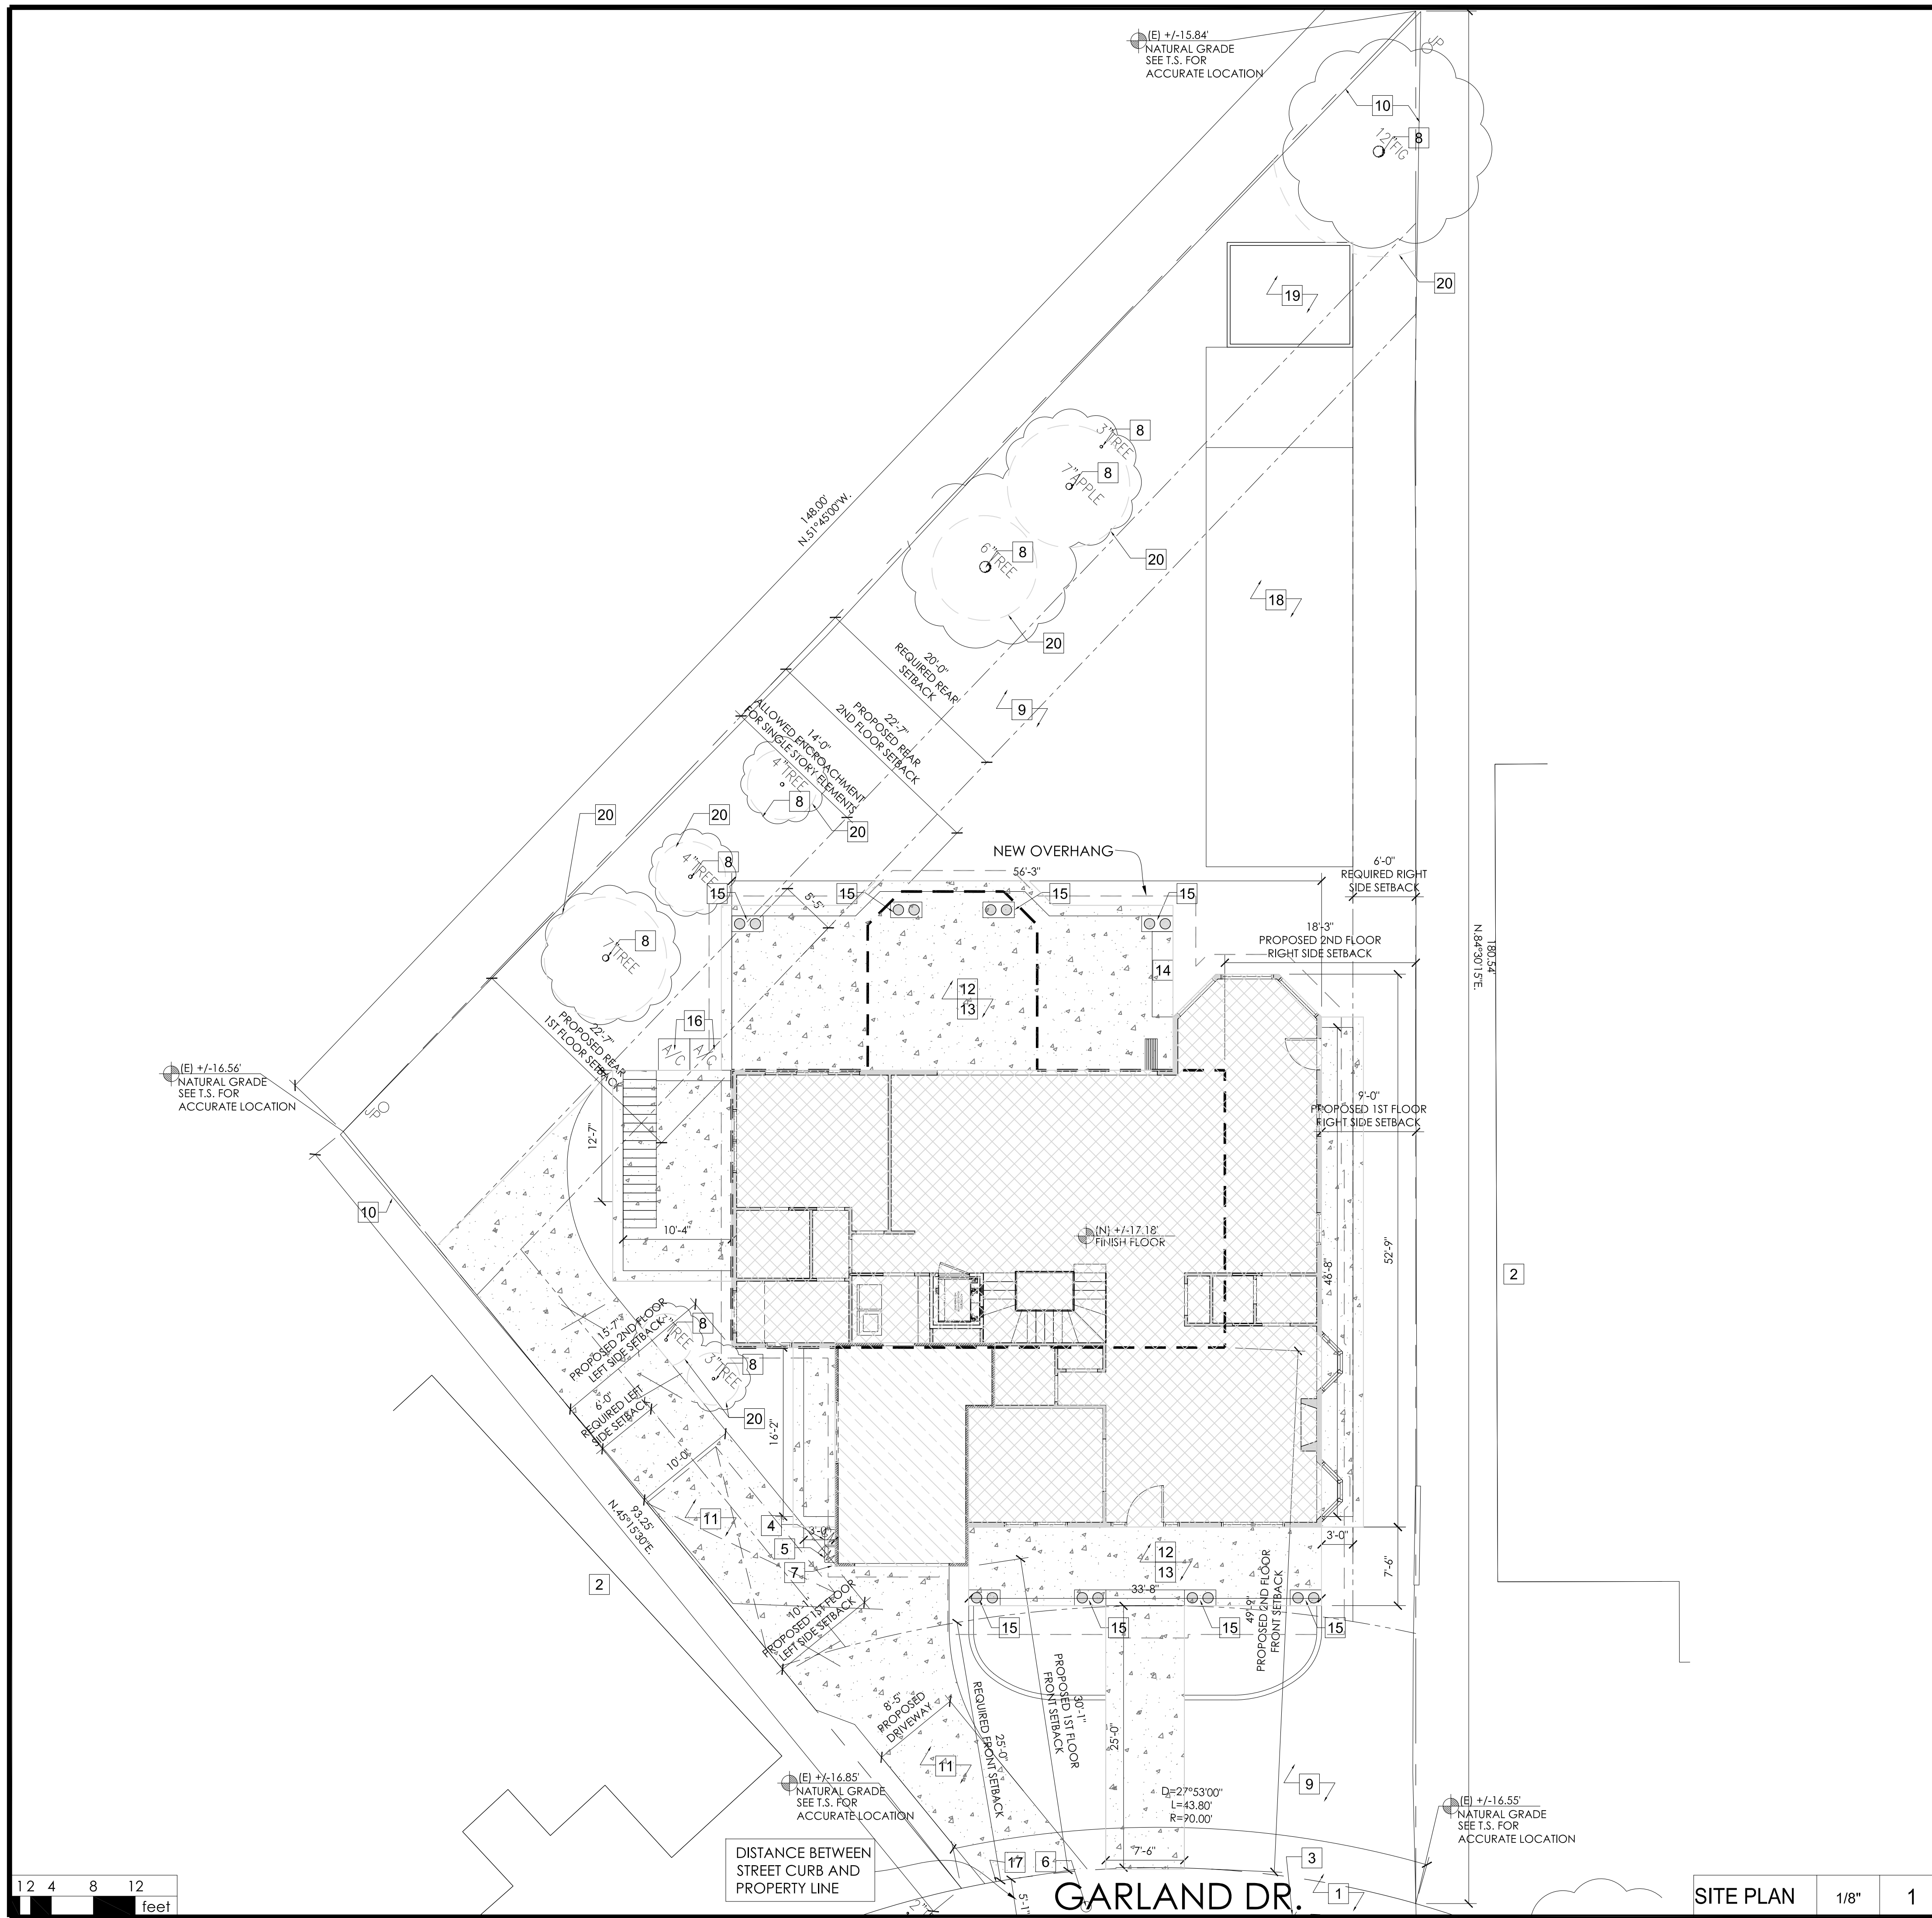 (E) +/-15.84'
NATURAL GRADE
SEE T.S. FOR
ACCURATE LOCATION
JP
10
8
12"FIG
20
19
3"TREE
8
7"APPLE
8
148.00'
N.51°45'00"W.
6"TREE
8
20
18
20
20'-0"
REQUIRED REAR
SETBACK
9
22'-7"
PROPOSED REAR
2ND FLOOR SETBACK
14'-0"
ALLOWED ENCROACHMENT
FOR SINGLE STORY ELEMENTS
4"TREE
8
20
20
20
4"TREE
8
NEW OVERHANG
56'-3"
6'-0"
REQUIRED RIGHT
SIDE SETBACK
15
15
15
15
5'-5"
18'-3"
PROPOSED 2ND FLOOR
RIGHT SIDE SETBACK
180.54'
N.84°30'15"E.
7"TREE
8
14
12
13
16
A/C
A/C
22'-7"
PROPOSED REAR
1ST FLOOR SETBACK
(E) +/-16.56'
NATURAL GRADE
SEE T.S. FOR
ACCURATE LOCATION
JP
9'-0"
PROPOSED 1ST FLOOR
RIGHT SIDE SETBACK
12'-7"
10
10'-4"
(N) +/-17.18'
FINISH FLOOR
52'-9"
46'-8"
2
15'-7"
PROPOSED 2ND FLOOR
LEFT SIDE SETBACK
TREE
8
3"TREE
8
6'-0"
REQUIRED LEFT
SIDE SETBACK
20
16'-2"
10'-0"
93.25'
N.45°15'30"E.
11
4
3'-0"
5
7
2
3'-0"
12
13
7'-6"
33'-8"
15
15
15
15
10'-1"
PROPOSED 1ST FLOOR
LEFT SIDE SETBACK
49'-9"
PROPOSED 2ND FLOOR
FRONT SETBACK
30'-1"
PROPOSED 1ST FLOOR
FRONT SETBACK
25'-0"
REQUIRED FRONT SETBACK
8'-5"
PROPOSED
DRIVEWAY
25'-0"
11
D=27°53'00"
L=43.80'
R=90.00'
9
(E) +/-16.85'
NATURAL GRADE
SEE T.S. FOR
ACCURATE LOCATION
(E) +/-16.55'
NATURAL GRADE
SEE T.S. FOR
ACCURATE LOCATION
DISTANCE BETWEEN
STREET CURB AND
PROPERTY LINE
7'-6"
17
6
3
1
5'-1"
GARLAND DR.
1 2 4 8 12
feet
SITE PLAN 1/8" 1